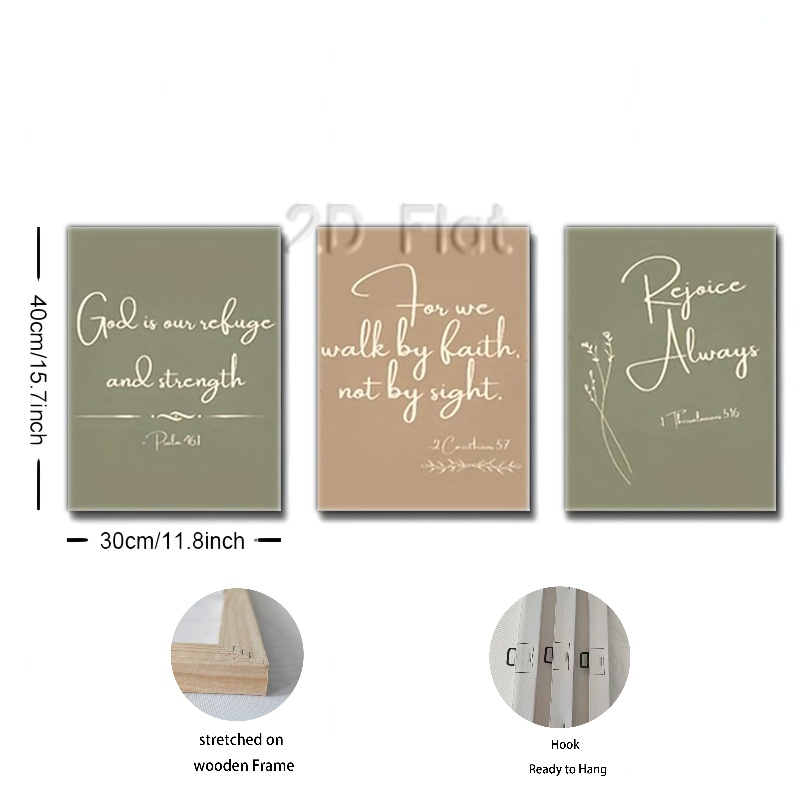 2D Flat
God is our refuge
and strength
- Psalm 46:1
For we
walk by faith,
not by sight.
-2 Corinthians 5:7
Rejoice
Always
1 Thessalonians 5:16
40cm/15.7inch
30cm/11.8inch
stretched on
wooden Frame
Hook
Ready to Hang